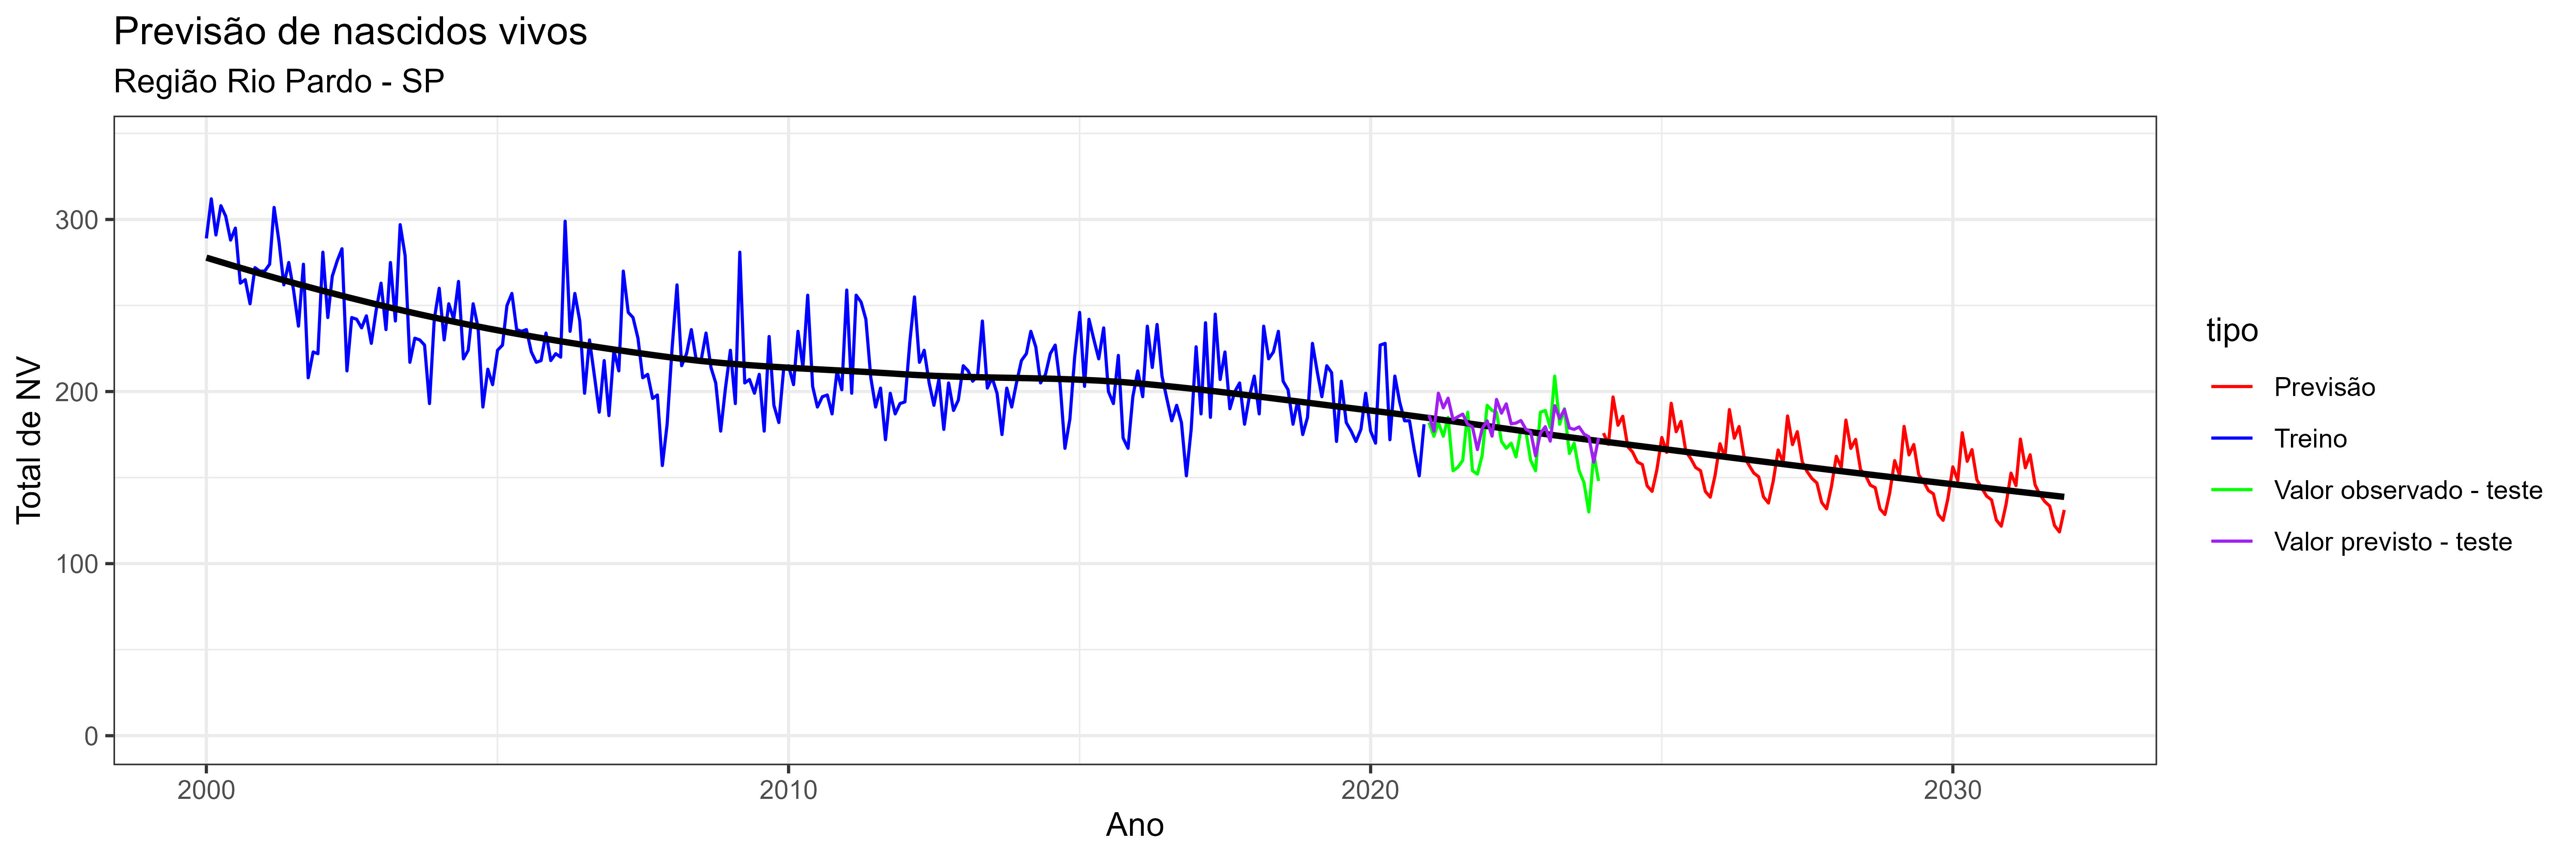 Previsão de nascidos vivos
Região Rio Pardo - SP
Total de NV
300
200
100
0
2000
2010
2020
2030
Ano
tipo
Previsão
Treino
Valor observado - teste
Valor previsto - teste